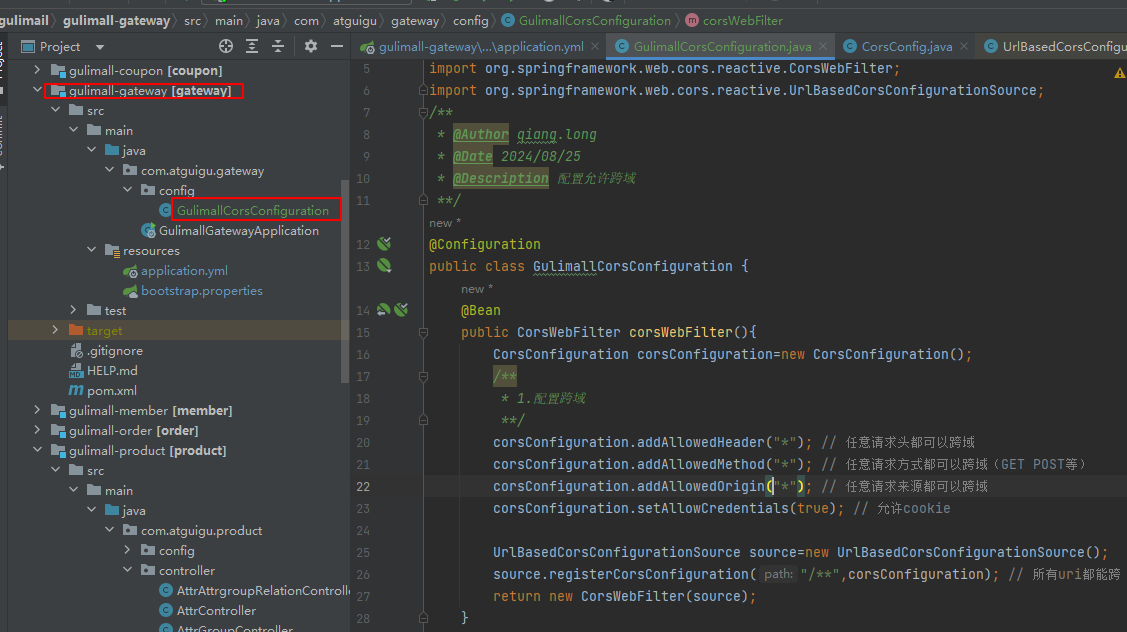 gulimail › gulimall-gateway › src › main › java › com › atguigu › gateway › config › GulimallCorsConfiguration › corsWebFilter
Project
gulimall-gateway\...\application.yml
GulimallCorsConfiguration.java
CorsConfig.java
UrlBasedCorsConfigu
gulimall-coupon [coupon]
gulimall-gateway [gateway]
src
main
java
com.atguigu.gateway
config
GulimallCorsConfiguration
GulimallGatewayApplication
resources
application.yml
bootstrap.properties
test
target
.gitignore
HELP.md
pom.xml
gulimall-member [member]
gulimall-order [order]
gulimall-product [product]
src
main
java
com.atguigu.product
config
controller
AttrAttrgroupRelationControlle
AttrController
AttrGroupController
5 import org.springframework.web.cors.reactive.CorsWebFilter;
6 import org.springframework.web.cors.reactive.UrlBasedCorsConfigurationSource;
7 /**
8 * @Author qiang.long
9 * @Date 2024/08/25
10 * @Description 配置允许跨域
11 **/
new *
12 @Configuration
13 public class GulimallCorsConfiguration {
new *
14 @Bean
15 public CorsWebFilter corsWebFilter(){
16 CorsConfiguration corsConfiguration=new CorsConfiguration();
17 /**
18 * 1.配置跨域
19 **/
20 corsConfiguration.addAllowedHeader("*"); // 任意请求头都可以跨域
21 corsConfiguration.addAllowedMethod("*"); // 任意请求方式都可以跨域（GET POST等）
22 corsConfiguration.addAllowedOrigin("*"); // 任意请求来源都可以跨域
23 corsConfiguration.setAllowCredentials(true); // 允许cookie
24
25 UrlBasedCorsConfigurationSource source=new UrlBasedCorsConfigurationSource();
26 source.registerCorsConfiguration( path: "/**",corsConfiguration); // 所有uri都能跨
27 return new CorsWebFilter(source);
28 }